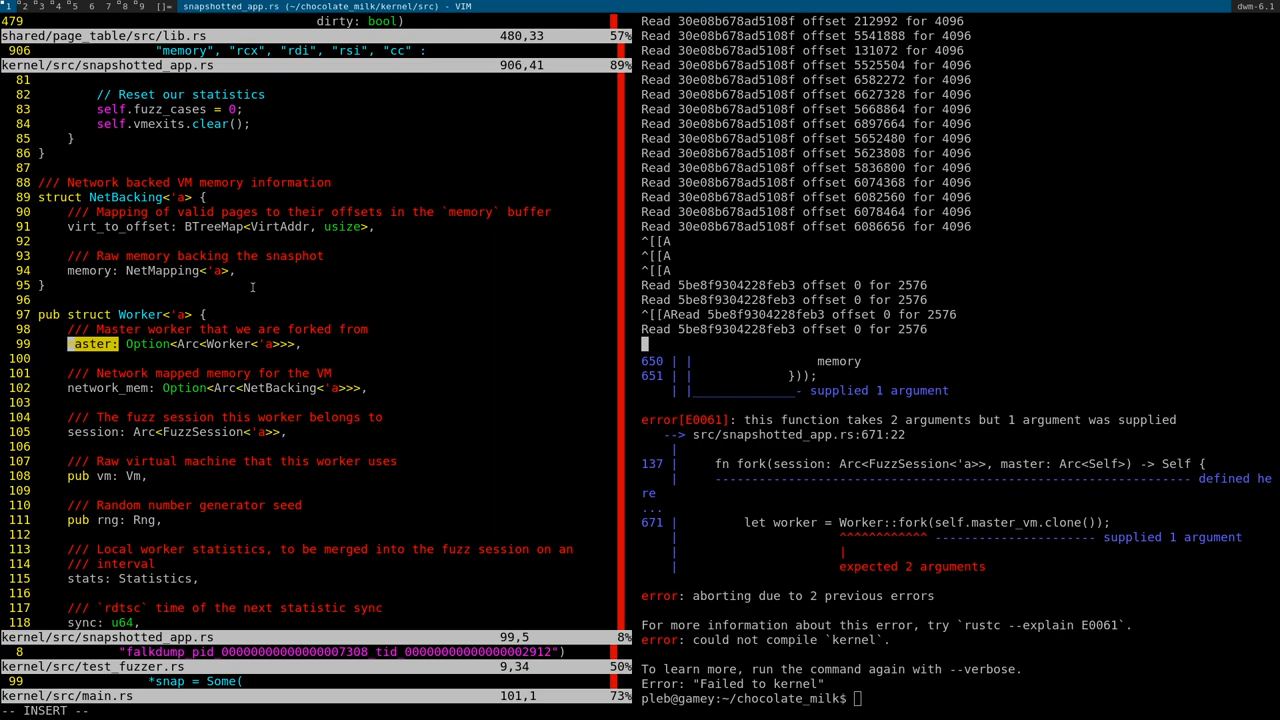 1 2 3 4 5 6 7 8 9 []= snapshotted_app.rs (~/chocolate_milk/kernel/src) - VIM dwm-6.1
479 dirty: bool)
shared/page_table/src/lib.rs 480,33 57%
906 "memory", "rcx", "rdi", "rsi", "cc" :
kernel/src/snapshotted_app.rs 906,41 89%
81
82 // Reset our statistics
83 self.fuzz_cases = 0;
84 self.vmexits.clear();
85 }
86 }
87
88 /// Network backed VM memory information
89 struct NetBacking<'a> {
90 /// Mapping of valid pages to their offsets in the `memory` buffer
91 virt_to_offset: BTreeMap<VirtAddr, usize>,
92
93 /// Raw memory backing the snasphot
94 memory: NetMapping<'a>,
95 }
96
97 pub struct Worker<'a> {
98 /// Master worker that we are forked from
99 aster: Option<Arc<Worker<'a>>>,
100
101 /// Network mapped memory for the VM
102 network_mem: Option<Arc<NetBacking<'a>>>,
103
104 /// The fuzz session this worker belongs to
105 session: Arc<FuzzSession<'a>>,
106
107 /// Raw virtual machine that this worker uses
108 pub vm: Vm,
109
110 /// Random number generator seed
111 pub rng: Rng,
112
113 /// Local worker statistics, to be merged into the fuzz session on an
114 /// interval
115 stats: Statistics,
116
117 /// `rdtsc` time of the next statistic sync
118 sync: u64,
kernel/src/snapshotted_app.rs 99,5 8%
8 "falkdump_pid_00000000000000007308_tid_00000000000000002912")
kernel/src/test_fuzzer.rs 9,34 50%
99 *snap = Some(
kernel/src/main.rs 101,1 73%
-- INSERT --
Read 30e08b678ad5108f offset 212992 for 4096
Read 30e08b678ad5108f offset 5541888 for 4096
Read 30e08b678ad5108f offset 131072 for 4096
Read 30e08b678ad5108f offset 5525504 for 4096
Read 30e08b678ad5108f offset 6582272 for 4096
Read 30e08b678ad5108f offset 6627328 for 4096
Read 30e08b678ad5108f offset 5668864 for 4096
Read 30e08b678ad5108f offset 6897664 for 4096
Read 30e08b678ad5108f offset 5652480 for 4096
Read 30e08b678ad5108f offset 5623808 for 4096
Read 30e08b678ad5108f offset 5836800 for 4096
Read 30e08b678ad5108f offset 6074368 for 4096
Read 30e08b678ad5108f offset 6082560 for 4096
Read 30e08b678ad5108f offset 6078464 for 4096
Read 30e08b678ad5108f offset 6086656 for 4096
^[[A
^[[A
^[[A
Read 5be8f9304228feb3 offset 0 for 2576
Read 5be8f9304228feb3 offset 0 for 2576
^[[ARead 5be8f9304228feb3 offset 0 for 2576
Read 5be8f9304228feb3 offset 0 for 2576
650 | | memory
651 | | }));
| |_____________- supplied 1 argument
error[E0061]: this function takes 2 arguments but 1 argument was supplied
--> src/snapshotted_app.rs:671:22
|
137 | fn fork(session: Arc<FuzzSession<'a>>, master: Arc<Self>) -> Self {
| ----------------------------------------------------------------- defined he
re
...
671 | let worker = Worker::fork(self.master_vm.clone());
| ^^^^^^^^^^^^ ---------------------- supplied 1 argument
| |
| expected 2 arguments
error: aborting due to 2 previous errors
For more information about this error, try `rustc --explain E0061`.
error: could not compile `kernel`.
To learn more, run the command again with --verbose.
Error: "Failed to kernel"
pleb@gamey:~/chocolate_milk$